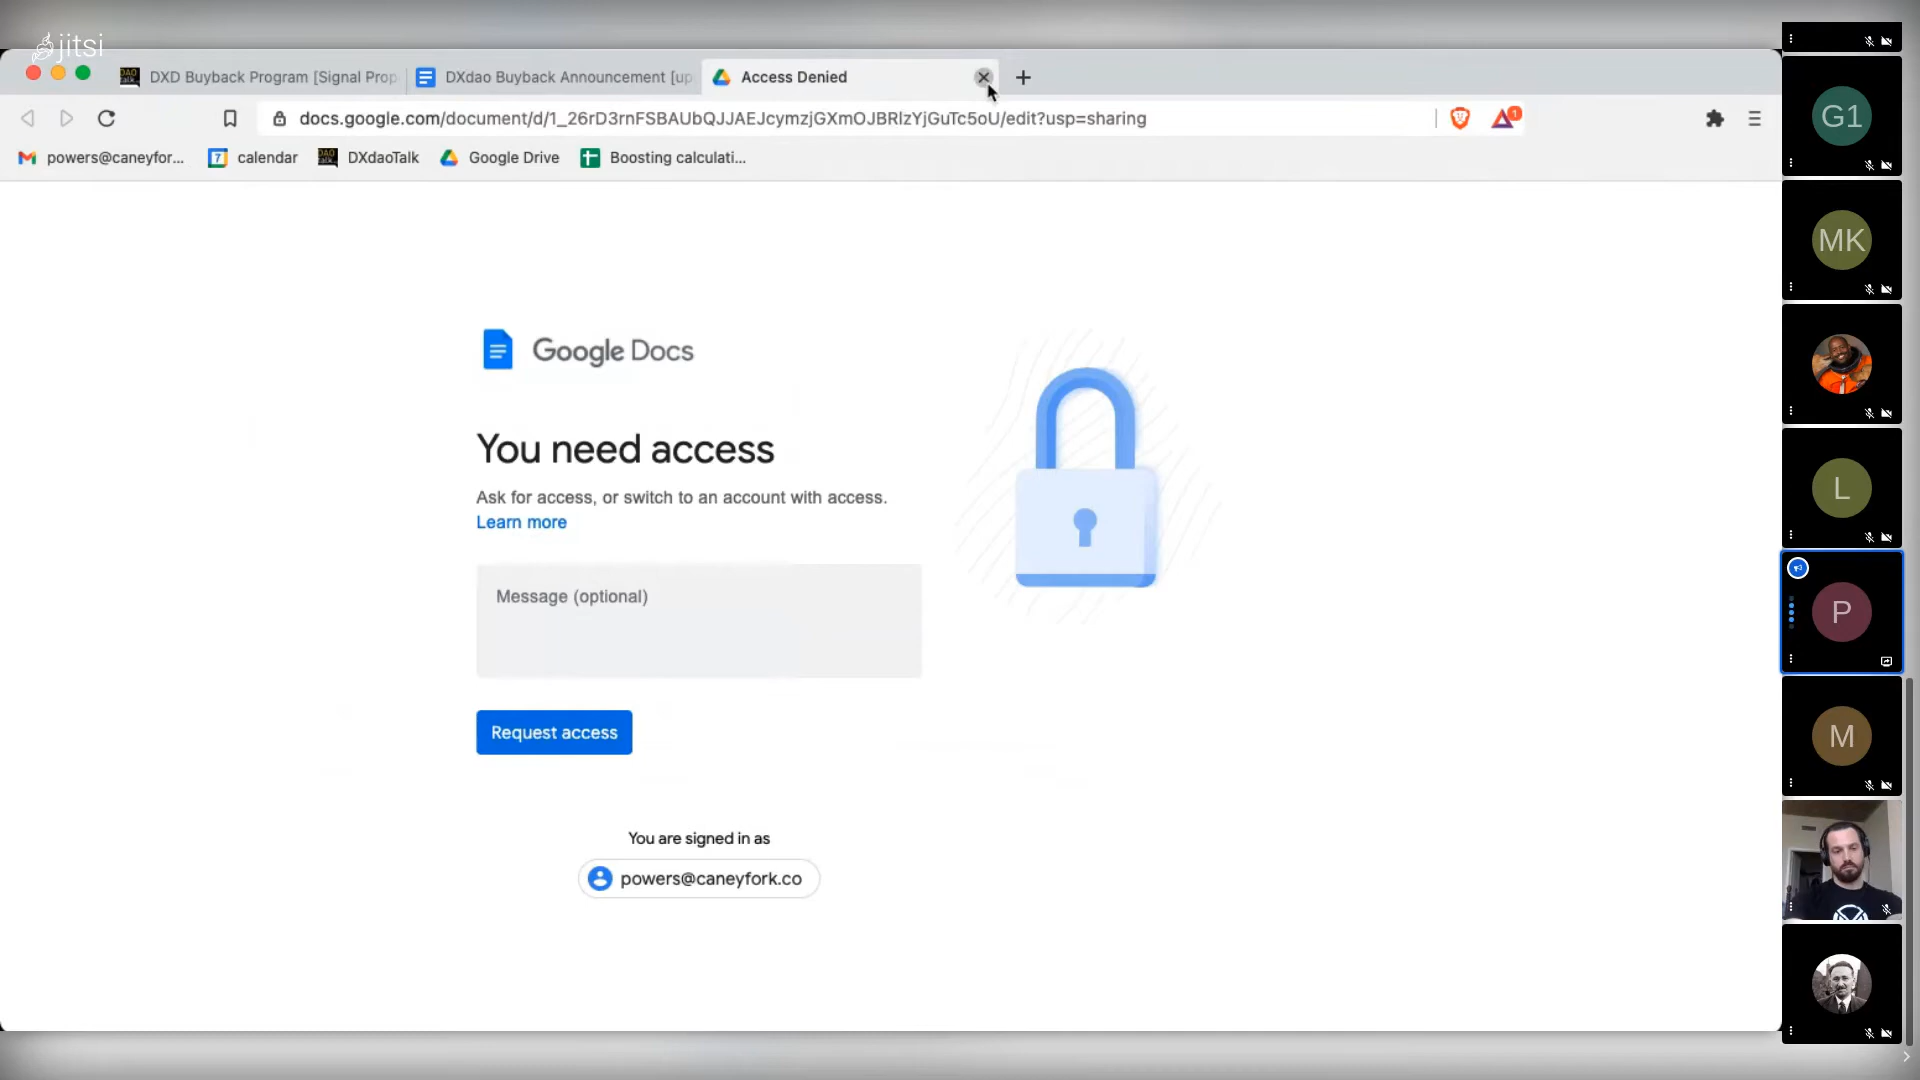 jitsi
DXD Buyback Program [Signal Prop
DXdao Buyback Announcement [up
Access Denied
docs.google.com/document/d/1_26rD3rnFSBAUbQJJAEJcymzjGXmOJBRlzYjGuTc5oU/edit?usp=sharing
1
powers@caneyfor...
7
calendar
DXdaoTalk
Google Drive
Boosting calculati...
Google Docs
You need access
Ask for access, or switch to an account with access.
Learn more
Message (optional)
Request access
You are signed in as
powers@caneyfork.co
G1
MK
L
P
M